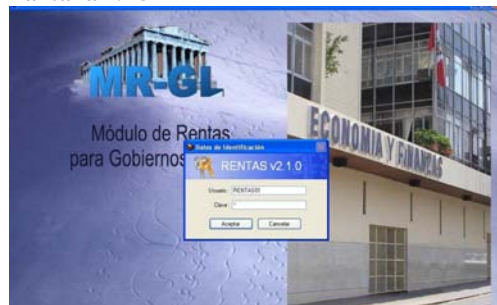 MR-GL
Módulo de Rentas
para Gobiernos
ECONOMIA Y FINANZAS
Datos de Identificación
RENTAS v2.1.0
Usuario: RENTAS01
Clave: *
Aceptar Cancelar